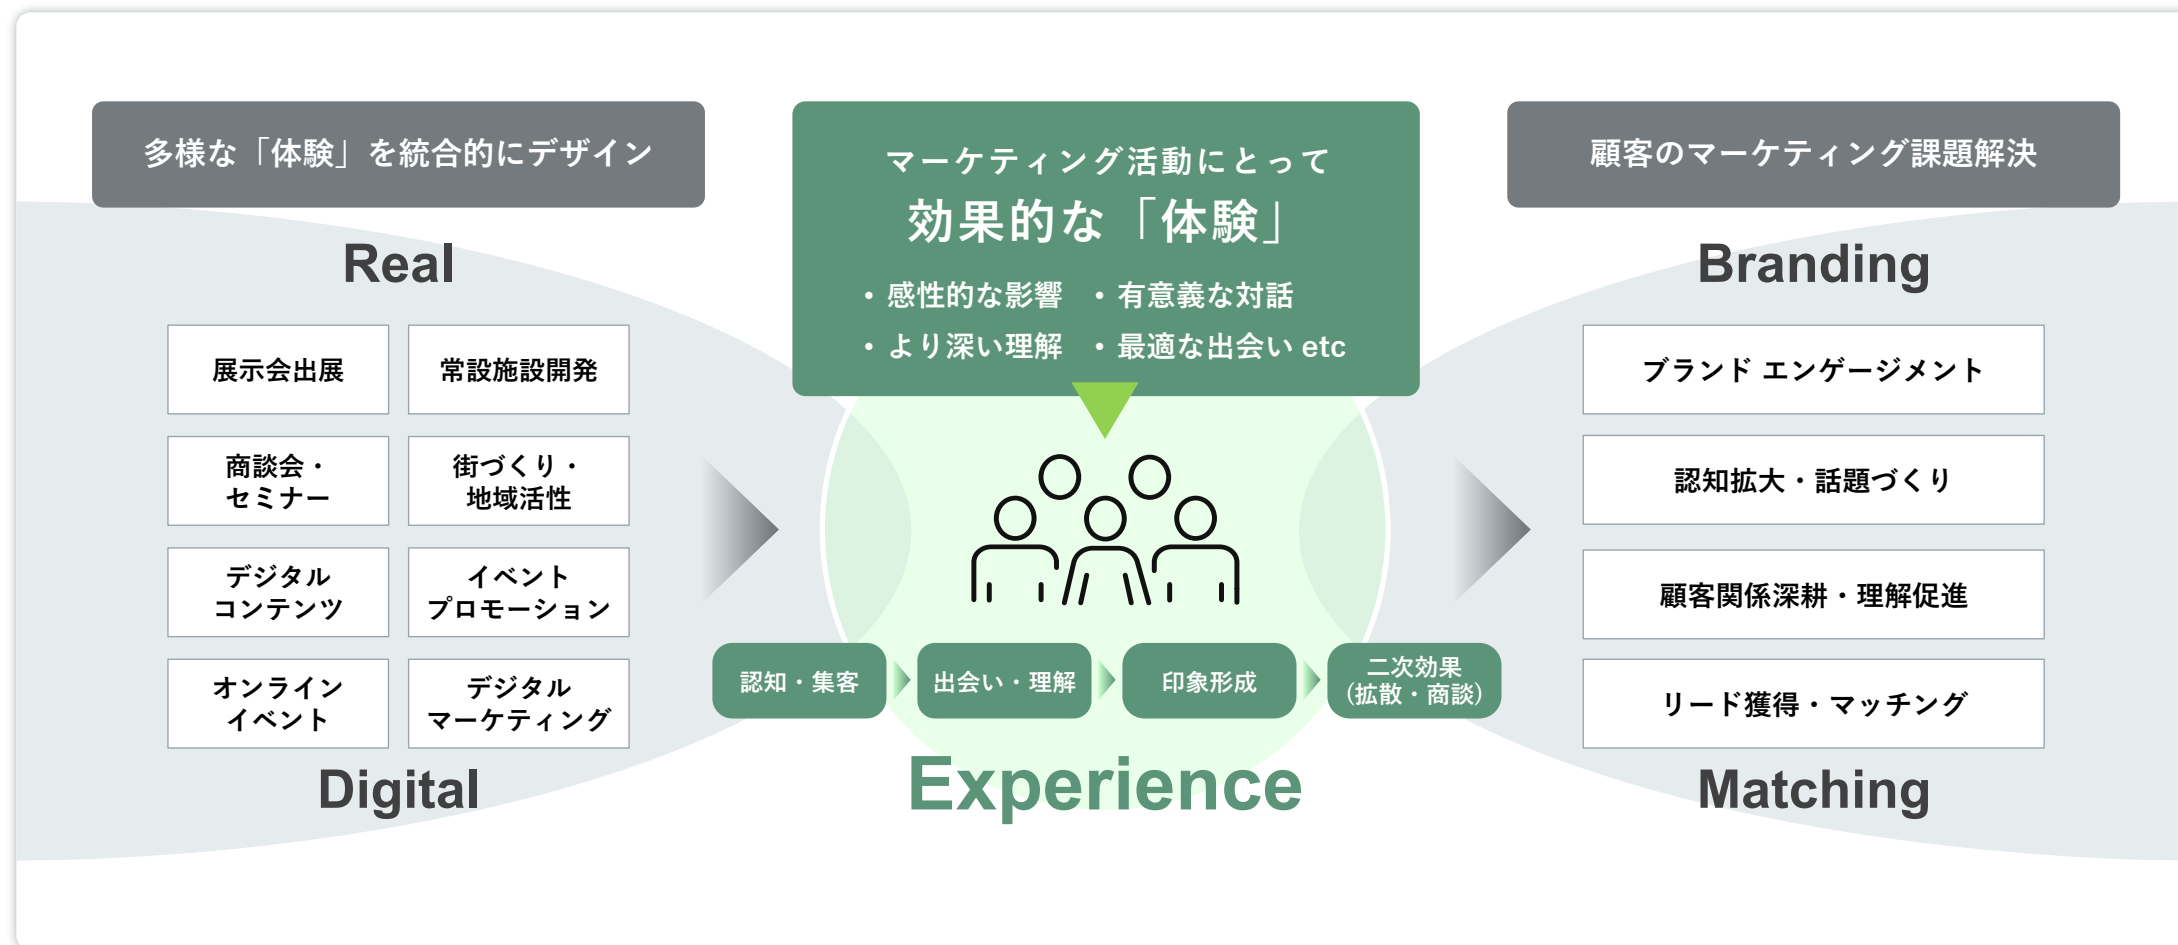 多様な「体験」を統合的にデザイン
Real
展示会出展
常設施設開発
商談会・
セミナー
街づくり・
地域活性
デジタル
コンテンツ
イベント
プロモーション
オンライン
イベント
デジタル
マーケティング
Digital
マーケティング活動にとって
効果的な「体験」
・感性的な影響 ・有意義な対話
・より深い理解 ・最適な出会い etc
認知・集客
出会い・理解
印象形成
二次効果
(拡散・商談)
Experience
顧客のマーケティング課題解決
Branding
ブランド エンゲージメント
認知拡大・話題づくり
顧客関係深耕・理解促進
リード獲得・マッチング
Matching